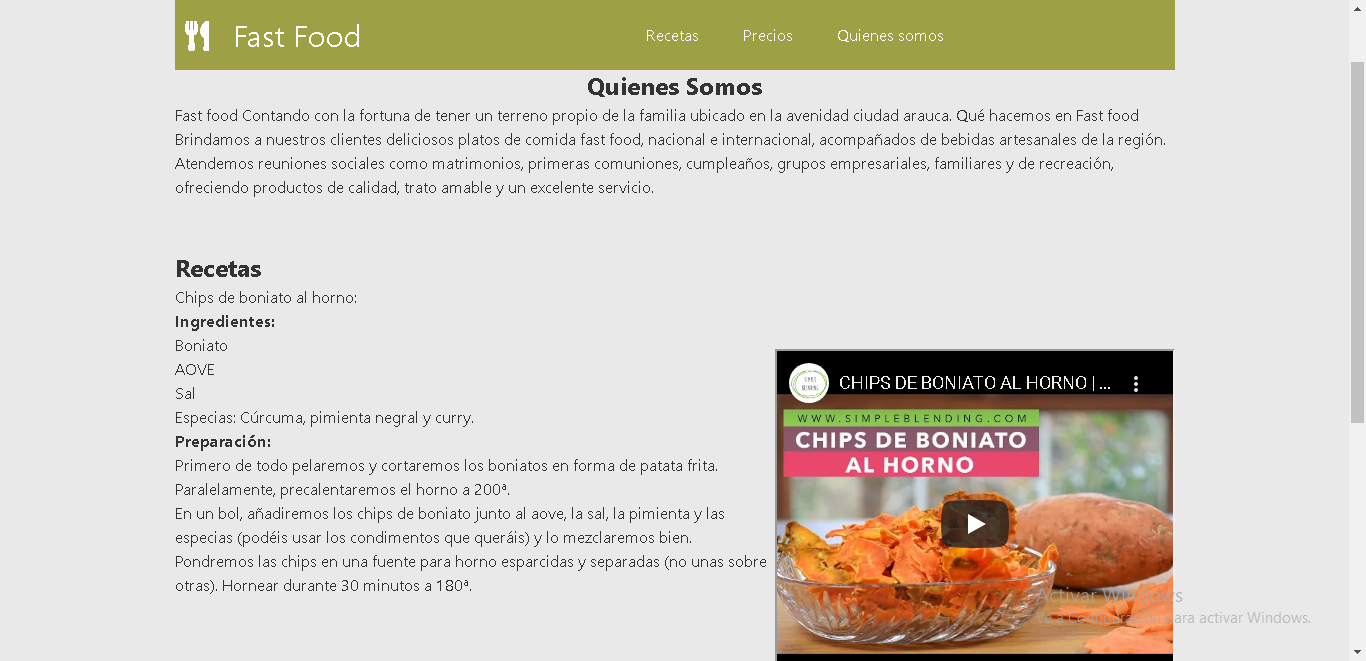 Fast Food
Recetas Precios Quienes somos
Quienes Somos
Fast food Contando con la fortuna de tener un terreno propio de la familia ubicado en la avenidad ciudad arauca. Qué hacemos en Fast food
Brindamos a nuestros clientes deliciosos platos de comida fast food, nacional e internacional, acompañados de bebidas artesanales de la región.
Atendemos reuniones sociales como matrimonios, primeras comuniones, cumpleaños, grupos empresariales, familiares y de recreación,
ofreciendo productos de calidad, trato amable y un excelente servicio.
Recetas
Chips de boniato al horno:
Ingredientes:
Boniato
AOVE
Sal
Especias: Cúrcuma, pimienta negral y curry.
Preparación:
Primero de todo pelaremos y cortaremos los boniatos en forma de patata frita.
Paralelamente, precalentaremos el horno a 200ª.
En un bol, añadiremos los chips de boniato junto al aove, la sal, la pimienta y las
especias (podéis usar los condimentos que queráis) y lo mezclaremos bien.
Pondremos las chips en una fuente para horno esparcidas y separadas (no unas sobre
otras). Hornear durante 30 minutos a 180ª.
SIMPLE
BLENDING
CHIPS DE BONIATO AL HORNO | ...
WWW.SIMPLEBLENDING.COM
CHIPS DE BONIATO
AL HORNO
Activar Windows
Ve a Configuración para activar Windows.